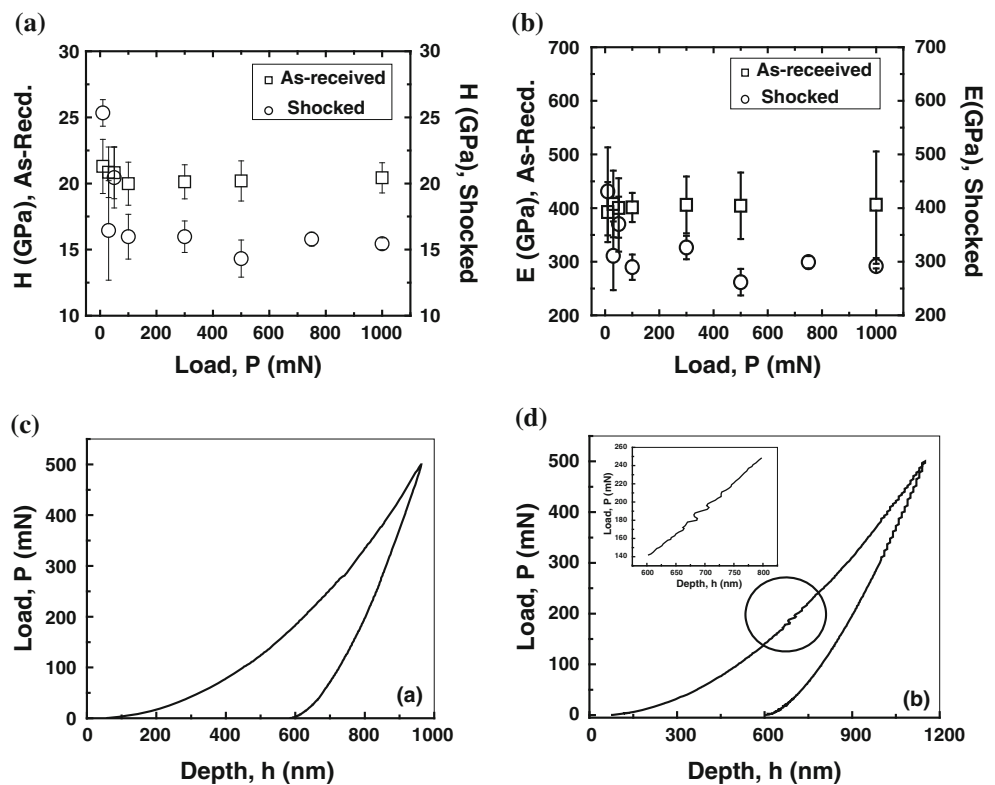 (a)
30
25
20
15
10
H (GPa), As-Recd.
As-received
Shocked
30
25
20
15
10
H (GPa), Shocked
0 200 400 600 800 1000
Load, P (mN)
(b)
700
600
500
400
300
200
E (GPa), As-Recd.
As-receeived
Shocked
700
600
500
400
300
200
E(GPa), Shocked
0 200 400 600 800 1000
Load, P (mN)
(c)
500
400
300
200
100
0
Load, P (mN)
(a)
0 200 400 600 800 1000
Depth, h (nm)
(d)
500
400
300
200
100
0
Load, P (mN)
260
240
220
200
180
160
140
Load, P (mN)
600 650 700 750 800
Depth, h (nm)
(b)
0 300 600 900 1200
Depth, h (nm)